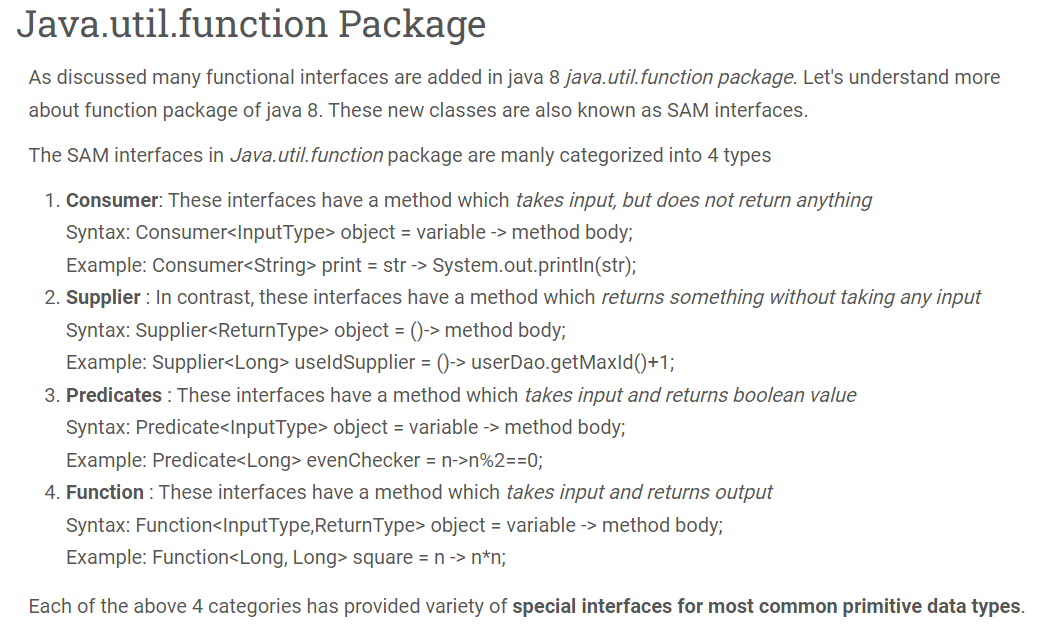 Java.util.function Package
As discussed many functional interfaces are added in java 8 java.util.function package. Let's understand more
about function package of java 8. These new classes are also known as SAM interfaces.
The SAM interfaces in Java.util.function package are manly categorized into 4 types
1. Consumer: These interfaces have a method which takes input, but does not return anything
Syntax: Consumer<InputType> object = variable -> method body;
Example: Consumer<String> print = str -> System.out.println(str);
2. Supplier : In contrast, these interfaces have a method which returns something without taking any input
Syntax: Supplier<ReturnType> object = ()-> method body;
Example: Supplier<Long> useIdSupplier = ()-> userDao.getMaxId()+1;
3. Predicates : These interfaces have a method which takes input and returns boolean value
Syntax: Predicate<InputType> object = variable -> method body;
Example: Predicate<Long> evenChecker = n->n%2==0;
4. Function : These interfaces have a method which takes input and returns output
Syntax: Function<InputType,ReturnType> object = variable -> method body;
Example: Function<Long, Long> square = n -> n*n;
Each of the above 4 categories has provided variety of special interfaces for most common primitive data types.